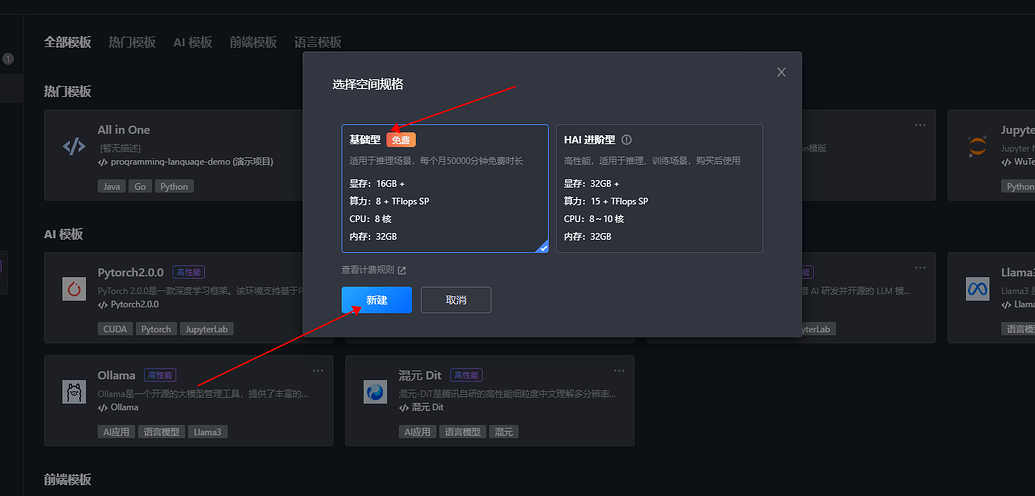 全部模板 热门模板 AI 模板 前端模板 语言模板
1
选择空间规格
热门模板
All in One
[暂无描述]
programming-language-demo (演示项目)
Java Go Python
基础型 免费
适用于推理场景，每个月50000分钟免费时长
显存：16GB +
算力：8 + TFlops SP
CPU：8 核
内存：32GB
HAI 进阶型
高性能，适用于推理、训练场景，购买后使用
显存：32GB +
算力：15 + TFlops SP
CPU：8 ~ 10 核
内存：32GB
n模版
Jupyter
Jupyter N
WuTe
Python
查看计费规则
新建 取消
AI 模板
Pytorch2.0.0 高性能
PyTorch 2.0.0是一款深度学习框架。该环境支持基于P
Pytorch2.0.0
CUDA Pytorch JupyterLab
能
AI 研发并开源的 LLM 模...
yterLab
Llama3
Llama3
Llam
语言模型
Ollama 高性能
Ollama是一个开源的大模型管理工具，提供了丰富的...
Ollama
AI应用 语言模型 Llama3
混元 Dit 高性能
混元-DiT是腾讯自研的高性能细粒度中文理解多分辨率...
混元 Dit
AI应用 语言模型 混元
前端模板